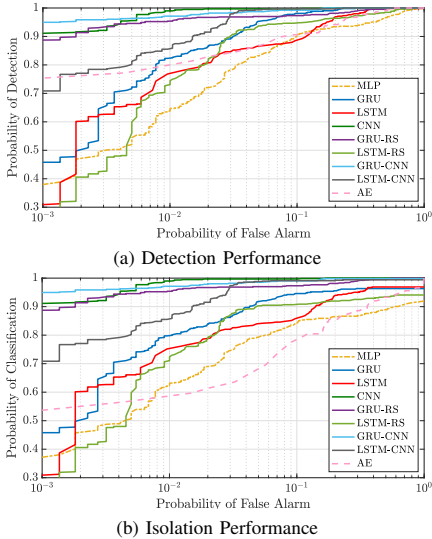 1
0.9
0.8
0.7
0.6
0.5
0.4
0.3
0.2
Probability of Detection
MLP
GRU
LSTM
CNN
GRU-RS
LSTM-RS
GRU-CNN
LSTM-CNN
AE
10⁻³
10⁻²
10⁻¹
10⁰
Probability of False Alarm
(a) Detection Performance
1
0.9
0.8
0.7
0.6
0.5
0.4
0.3
Probability of Classification
MLP
GRU
LSTM
CNN
GRU-RS
LSTM-RS
GRU-CNN
LSTM-CNN
AE
10⁻³
10⁻²
10⁻¹
10⁰
Probability of False Alarm
(b) Isolation Performance